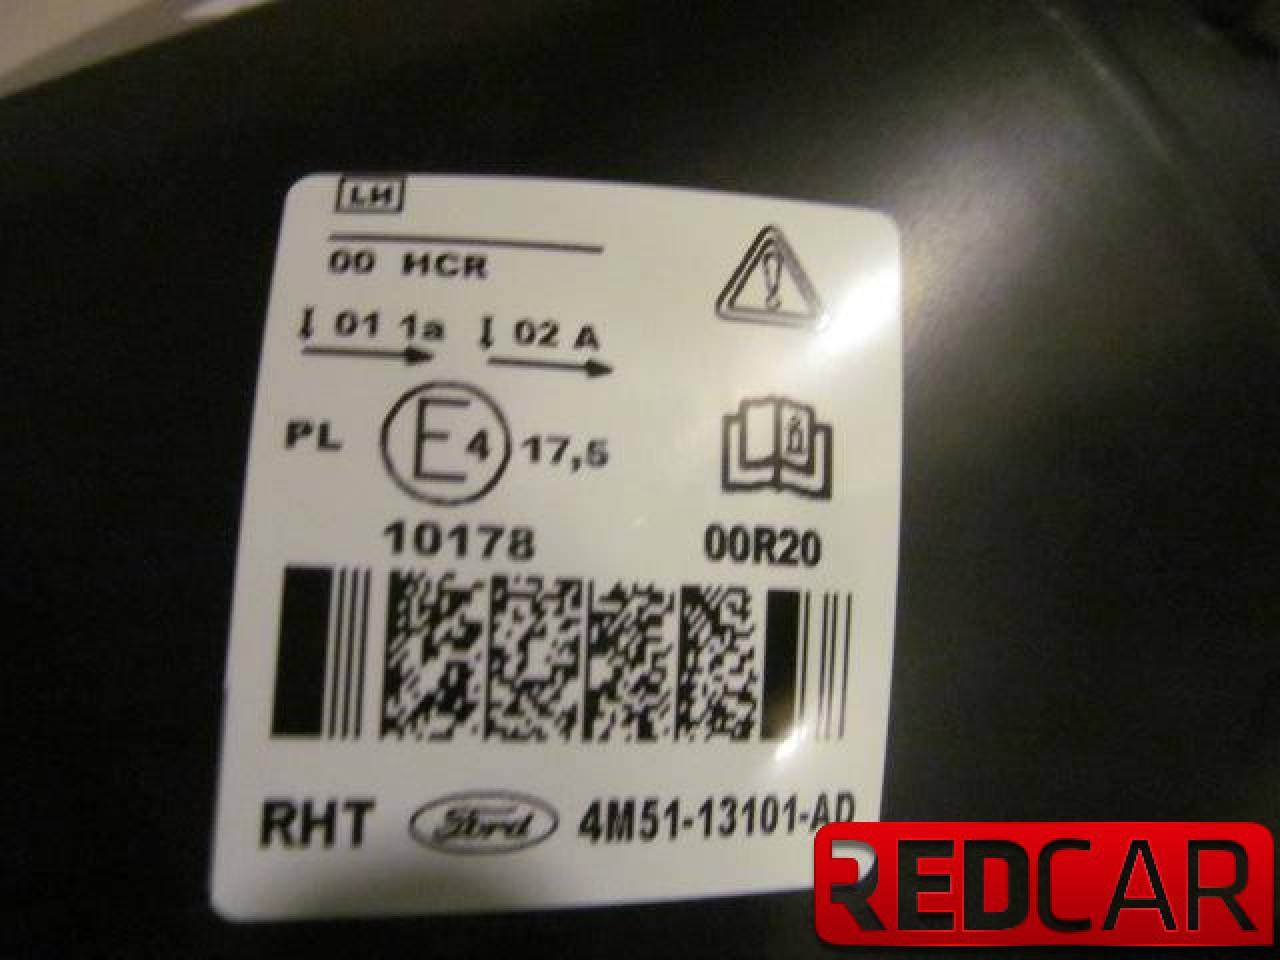 LH
00 HCR
01 1a 02 A
PL E4 17,5
10178 00R20
RHT Ford 4M51-13101-AD
REDCAR